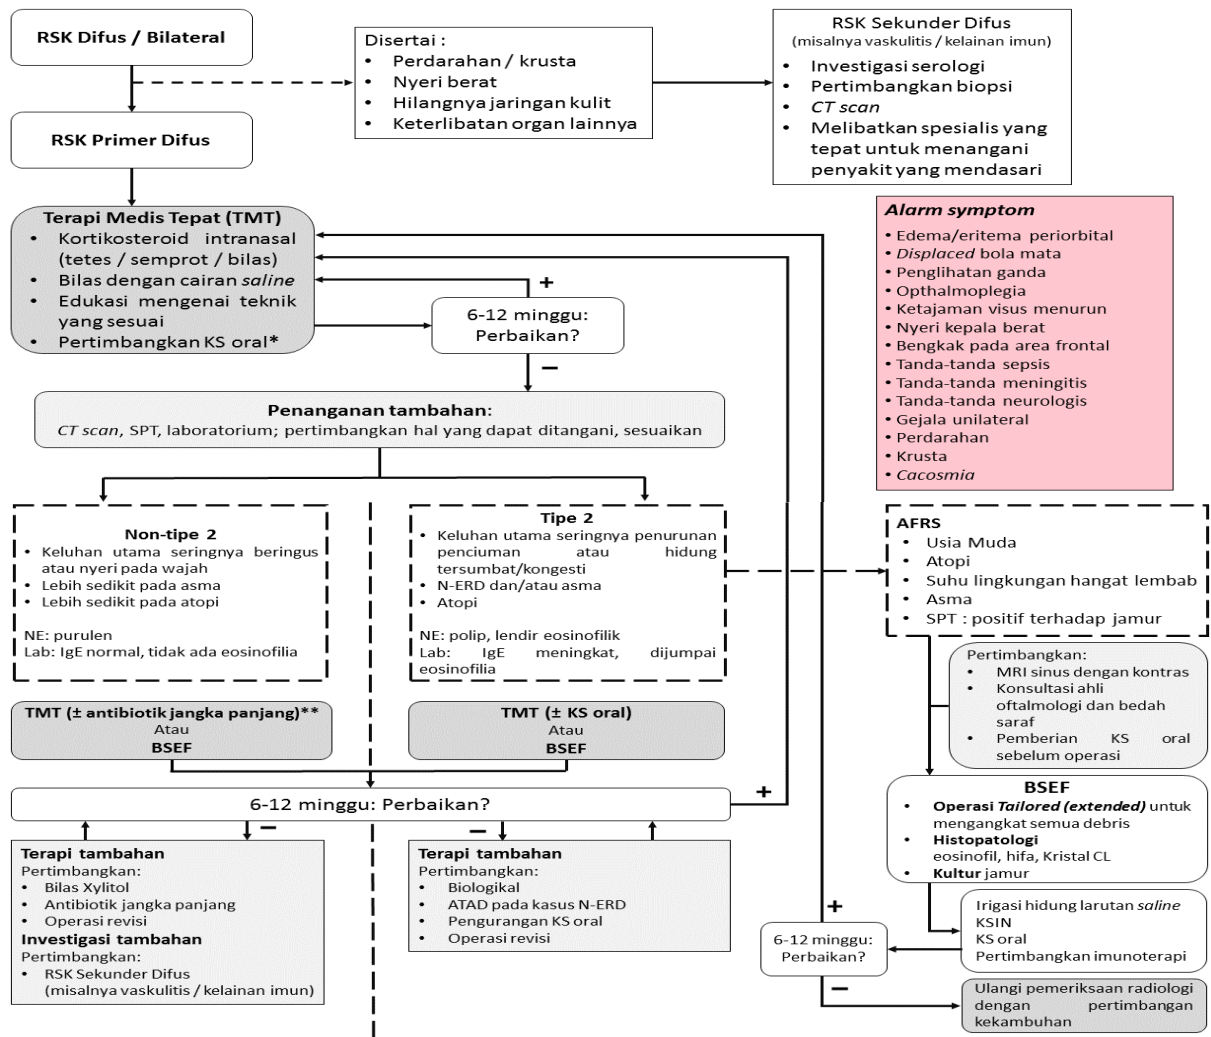 RSK Difus / Bilateral
Disertai :
• Perdarahan / krusta
• Nyeri berat
• Hilangnya jaringan kulit
• Keterlibatan organ lainnya
RSK Sekunder Difus
(misalnya vaskulitis / kelainan imun)
• Investigasi serologi
• Pertimbangkan biopsi
• CT scan
• Melibatkan spesialis yang
tepat untuk menangani
penyakit yang mendasari
RSK Primer Difus
Terapi Medis Tepat (TMT)
• Kortikosteroid intranasal
(tetes / semprot / bilas)
• Bilas dengan cairan saline
• Edukasi mengenai teknik
yang sesuai
• Pertimbangkan KS oral*
+
6-12 minggu:
Perbaikan?
−
Alarm symptom
• Edema/eritema periorbital
• Displaced bola mata
• Penglihatan ganda
• Opthalmoplegia
• Ketajaman visus menurun
• Nyeri kepala berat
• Bengkak pada area frontal
• Tanda-tanda sepsis
• Tanda-tanda meningitis
• Tanda-tanda neurologis
• Gejala unilateral
• Perdarahan
• Krusta
• Cacosmia
Penanganan tambahan:
CT scan, SPT, laboratorium; pertimbangkan hal yang dapat ditangani, sesuaikan
Non-tipe 2
• Keluhan utama seringnya beringus
atau nyeri pada wajah
• Lebih sedikit pada asma
• Lebih sedikit pada atopi
NE: purulen
Lab: IgE normal, tidak ada eosinofilia
Tipe 2
• Keluhan utama seringnya penurunan
penciuman atau hidung
tersumbat/kongesti
• N-ERD dan/atau asma
• Atopi
NE: polip, lendir eosinofilik
Lab: IgE meningkat, dijumpai
eosinofilia
AFRS
• Usia Muda
• Atopi
• Suhu lingkungan hangat lembab
• Asma
• SPT : positif terhadap jamur
Pertimbangkan:
• MRI sinus dengan kontras
• Konsultasi ahli
oftalmologi dan bedah
saraf
• Pemberian KS oral
sebelum operasi
TMT (± antibiotik jangka panjang)**
Atau
BSEF
TMT (± KS oral)
Atau
BSEF
6-12 minggu: Perbaikan?
+
−
−
Terapi tambahan
Pertimbangkan:
• Bilas Xylitol
• Antibiotik jangka panjang
• Operasi revisi
Investigasi tambahan
Pertimbangkan:
• RSK Sekunder Difus
(misalnya vaskulitis / kelainan imun)
Terapi tambahan
Pertimbangkan:
• Biologikal
• ATAD pada kasus N-ERD
• Pengurangan KS oral
• Operasi revisi
BSEF
• Operasi Tailored (extended) untuk
mengangkat semua debris
• Histopatologi
eosinofil, hifa, Kristal CL
• Kultur jamur
Irigasi hidung larutan saline
KSIN
KS oral
Pertimbangkan imunoterapi
+
6-12 minggu:
Perbaikan?
−
Ulangi pemeriksaan radiologi
dengan pertimbangan
kekambuhan